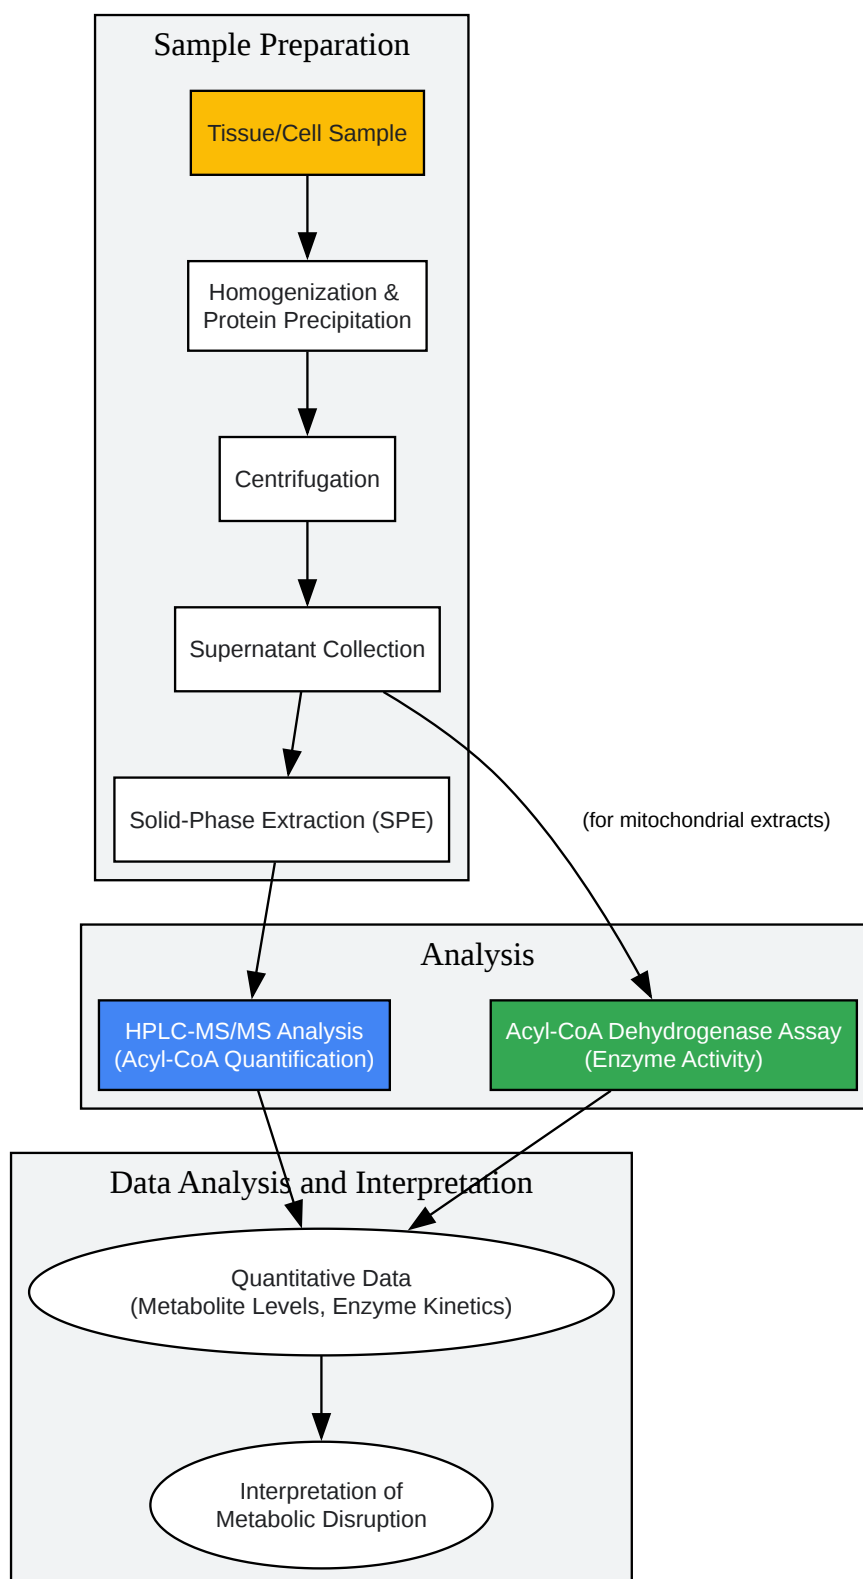 Sample Preparation
Tissue/Cell Sample
Homogenization &
Protein Precipitation
Centrifugation
Supernatant Collection
Solid-Phase Extraction (SPE)
(for mitochondrial extracts)
Analysis
HPLC-MS/MS Analysis
(Acyl-CoA Quantification)
Acyl-CoA Dehydrogenase Assay
(Enzyme Activity)
Data Analysis and Interpretation
Quantitative Data
(Metabolite Levels, Enzyme Kinetics)
Interpretation of
Metabolic Disruption